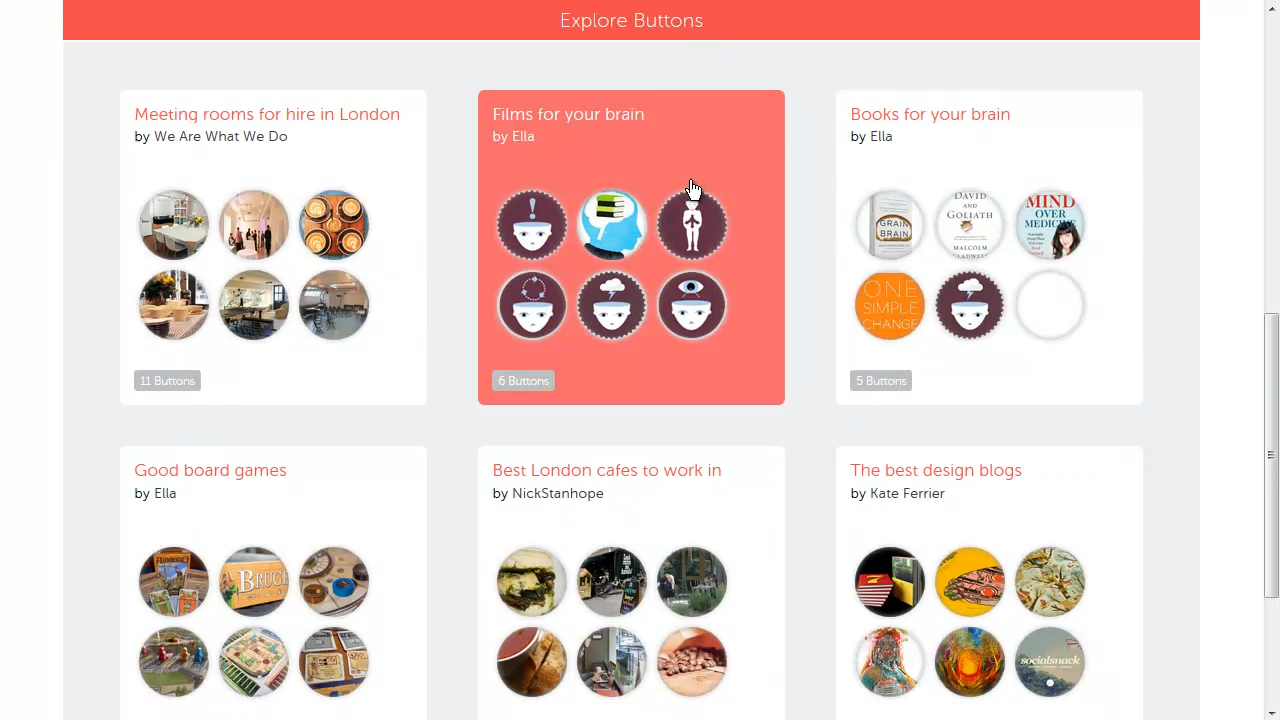 Explore Buttons
Meeting rooms for hire in London
by We Are What We Do
11 Buttons
Films for your brain
by Ella
6 Buttons
Books for your brain
by Ella
GRAIN
BRAIN
DAVID
AND
GOLIATH
MALCOLM
MIND
OVER
ONE
SIMPLE
CHANGE
5 Buttons
Good board games
by Ella
Best London cafes to work in
by NickStanhope
The best design blogs
by Kate Ferrier
socialsnack